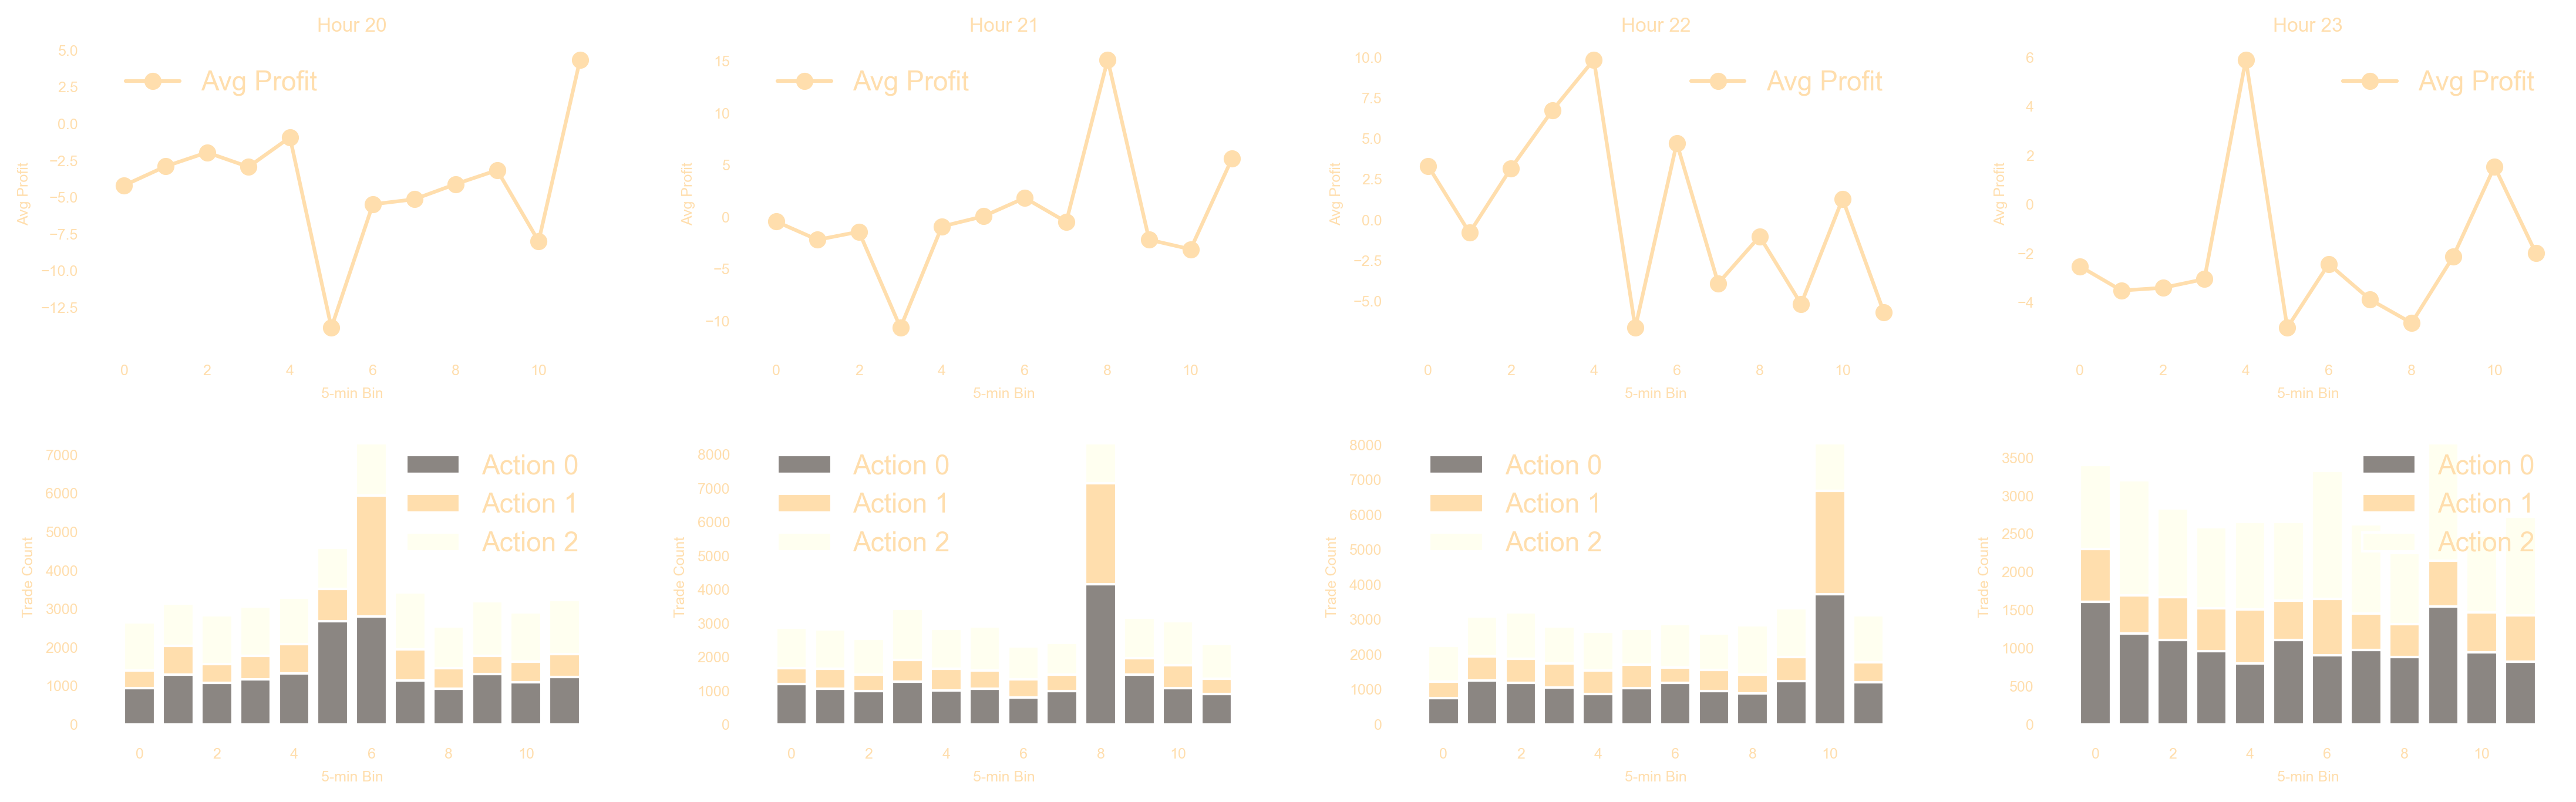 Hour 20
5.0
2.5
0.0
−2.5
−5.0
−7.5
−10.0
−12.5
Avg Profit
Avg Profit
0 2 4 6 8 10
5-min Bin
Hour 21
15
10
5
0
−5
−10
Avg Profit
Avg Profit
0 2 4 6 8 10
5-min Bin
Hour 22
10.0
7.5
5.0
2.5
0.0
−2.5
−5.0
Avg Profit
Avg Profit
0 2 4 6 8 10
5-min Bin
Hour 23
6
4
2
0
−2
−4
Avg Profit
Avg Profit
0 2 4 6 8 10
5-min Bin
7000
6000
5000
4000
3000
2000
1000
0
Trade Count
Action 0
Action 1
Action 2
0 2 4 6 8 10
5-min Bin
8000
7000
6000
5000
4000
3000
2000
1000
0
Trade Count
Action 0
Action 1
Action 2
0 2 4 6 8 10
5-min Bin
8000
7000
6000
5000
4000
3000
2000
1000
0
Trade Count
Action 0
Action 1
Action 2
0 2 4 6 8 10
5-min Bin
3500
3000
2500
2000
1500
1000
500
0
Trade Count
Action 0
Action 1
Action 2
0 2 4 6 8 10
5-min Bin